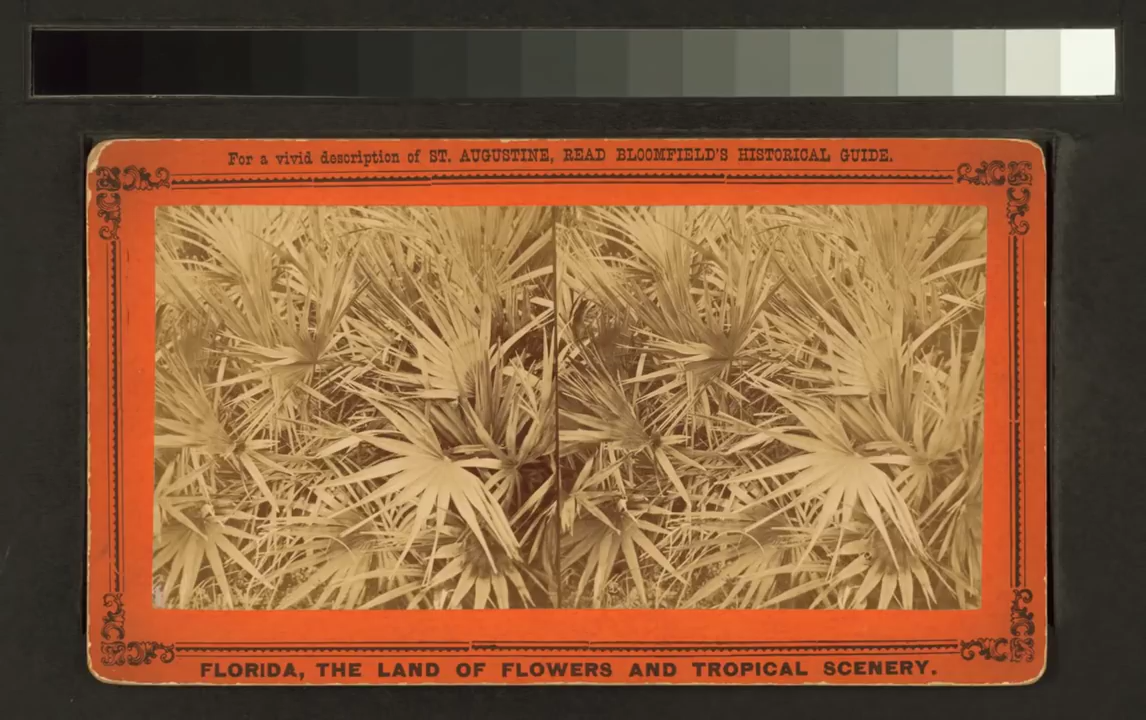 For a vivid description of ST. AUGUSTINE, READ BLOOMFIELD'S HISTORICAL GUIDE.
FLORIDA, THE LAND OF FLOWERS AND TROPICAL SCENERY.